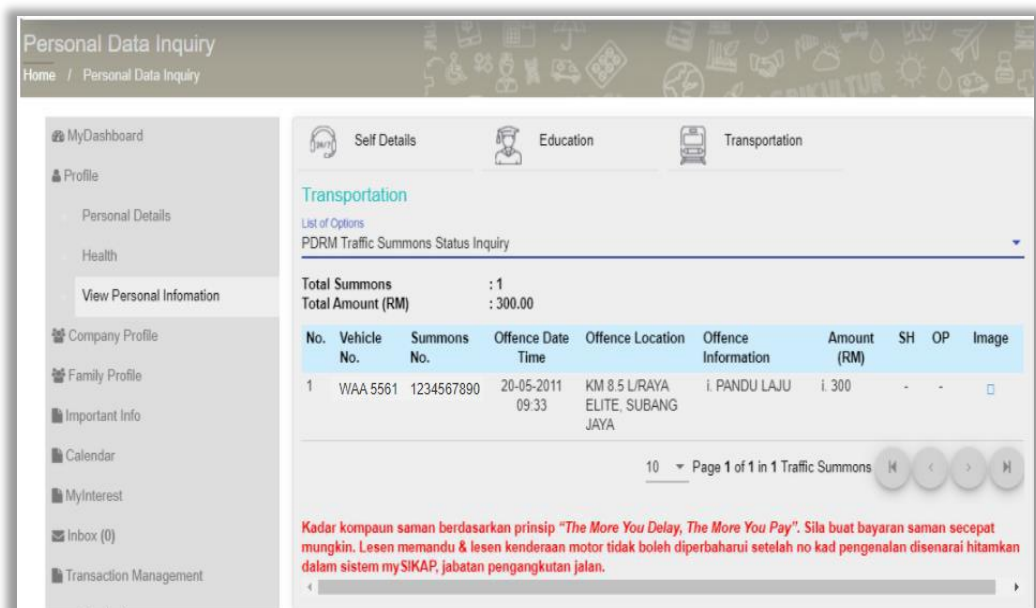 Personal Data Inquiry
Home / Personal Data Inquiry
MyDashboard
Profile
Personal Details
Health
View Personal Infomation
Company Profile
Family Profile
Important Info
Calendar
MyInterest
Inbox (0)
Transaction Management
Self Details
Education
Transportation
Transportation
List of Options
PDRM Traffic Summons Status Inquiry
Total Summons : 1
Total Amount (RM) : 300.00
No. Vehicle No. Summons No. Offence Date Time Offence Location Offence Information Amount (RM) SH OP Image
1 WAA 5561 1234567890 20-05-2011 09:33 KM 8.5 L/RAYA ELITE, SUBANG JAYA i. PANDU LAJU i. 300 - -
10 Page 1 of 1 in 1 Traffic Summons
Kadar kompaun saman berdasarkan prinsip "The More You Delay, The More You Pay". Sila buat bayaran saman secepat
mungkin. Lesen memandu & lesen kenderaan motor tidak boleh diperbaharui setelah no kad pengenalan disenarai hitamkan
dalam sistem mySIKAP, jabatan pengangkutan jalan.